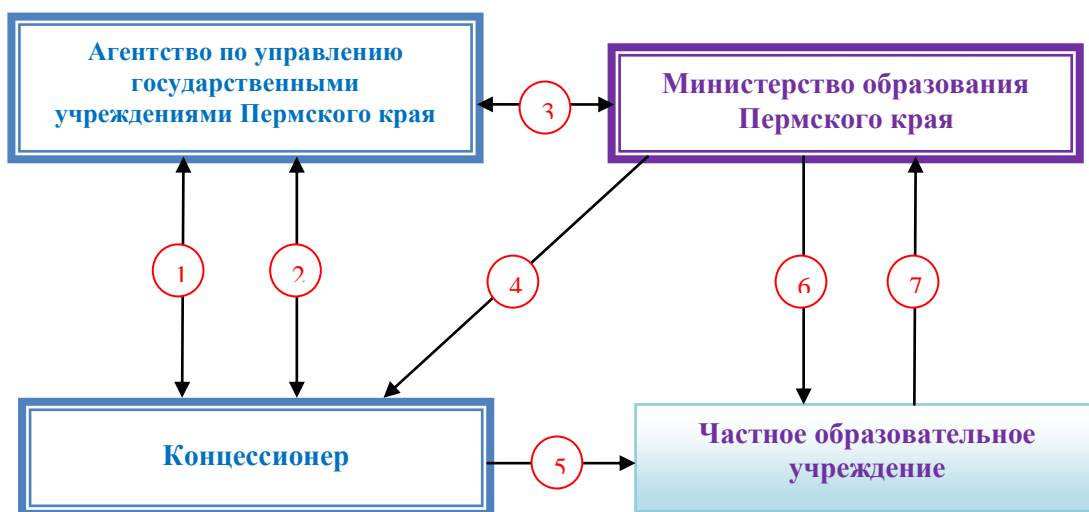 Агентство по управлению
государственными
учреждениями Пермского края
Министерство образования
Пермского края
3
1
2
4
6
7
Концессионер
5
Частное образовательное
учреждение